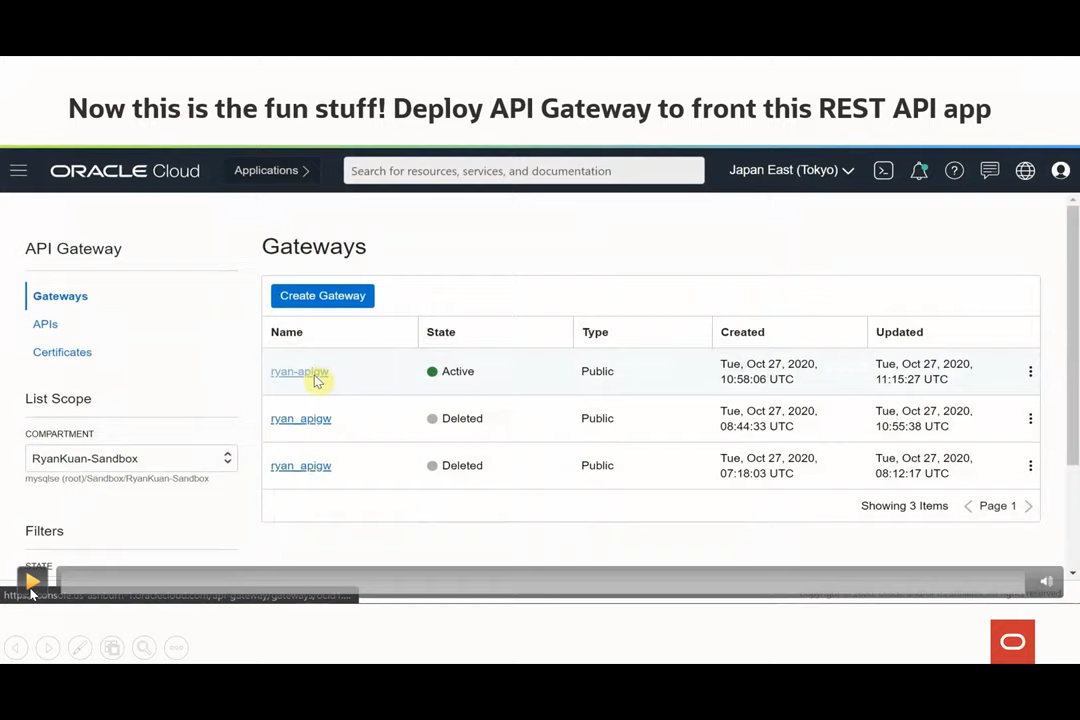 Now this is the fun stuff! Deploy API Gateway to front this REST API app
ORACLE Cloud
Applications
Search for resources, services, and documentation
Japan East (Tokyo)
API Gateway
Gateways
APIs
Certificates
List Scope
COMPARTMENT
RyanKuan-Sandbox
mysqlse (root)/Sandbox/RyanKuan-Sandbox
Filters
STATE
Gateways
Create Gateway
Name State Type Created Updated
ryan-apigw Active Public Tue, Oct 27, 2020, 10:58:06 UTC Tue, Oct 27, 2020, 11:15:27 UTC
ryan_apigw Deleted Public Tue, Oct 27, 2020, 08:44:33 UTC Tue, Oct 27, 2020, 10:55:38 UTC
ryan_apigw Deleted Public Tue, Oct 27, 2020, 07:18:03 UTC Tue, Oct 27, 2020, 08:12:17 UTC
Showing 3 Items
Page 1